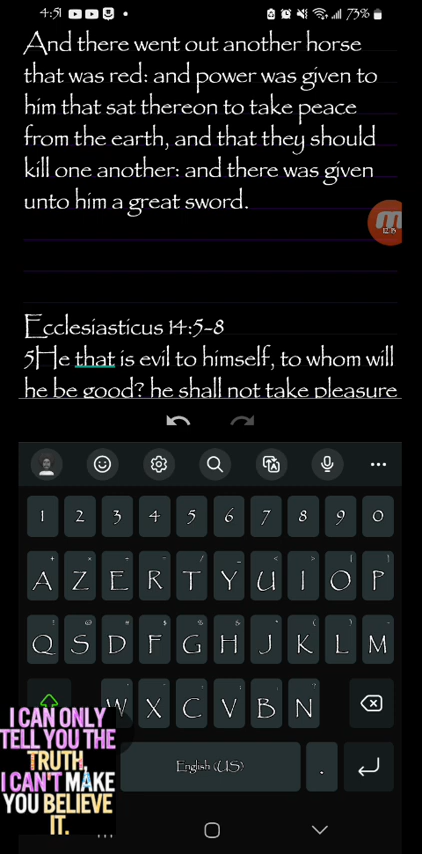 4:51
73%
And there went out another horse
that was red: and power was given to
him that sat thereon to take peace
from the earth, and that they should
kill one another: and there was given
unto him a great sword.
12:15
Ecclesiasticus 14:5-8
5He that is evil to himself, to whom will
he be good? he shall not take pleasure
1 2 3 4 5 6 7 8 9 0
A Z E R T Y U I O P
Q S D F G H J K L M
W X C V B N
English (US) .
I CAN ONLY
TELL YOU THE
TRUTH,
I CAN'T MAKE
YOU BELIEVE
IT.